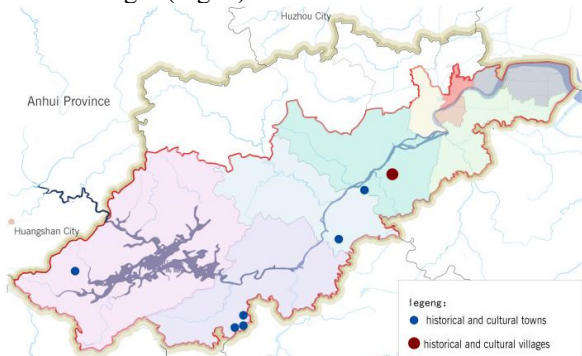 Huzhou City
Anhui Province
Huangshan City
legeng:
historical and cultural towns
historical and cultural villages